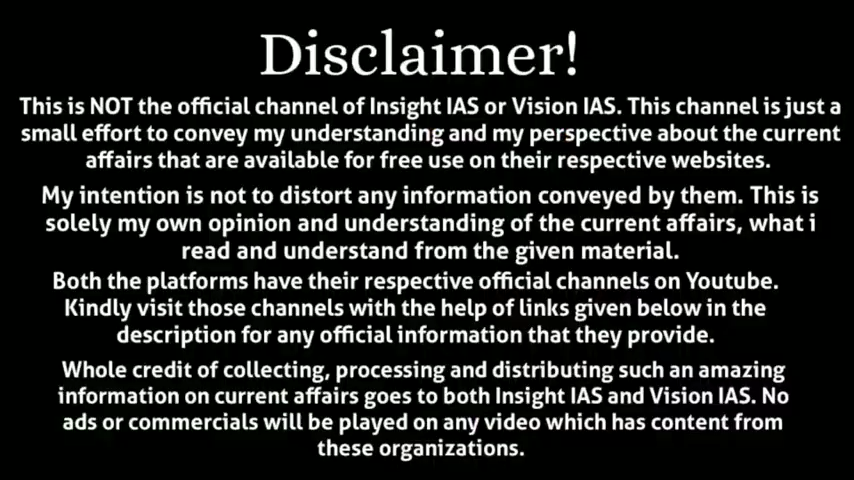 Disclaimer!
This is NOT the official channel of Insight IAS or Vision IAS. This channel is just a
small effort to convey my understanding and my perspective about the current
affairs that are available for free use on their respective websites.
My intention is not to distort any information conveyed by them. This is
solely my own opinion and understanding of the current affairs, what i
read and understand from the given material.
Both the platforms have their respective official channels on Youtube.
Kindly visit those channels with the help of links given below in the
description for any official information that they provide.
Whole credit of collecting, processing and distributing such an amazing
information on current affairs goes to both Insight IAS and Vision IAS. No
ads or commercials will be played on any video which has content from
these organizations.